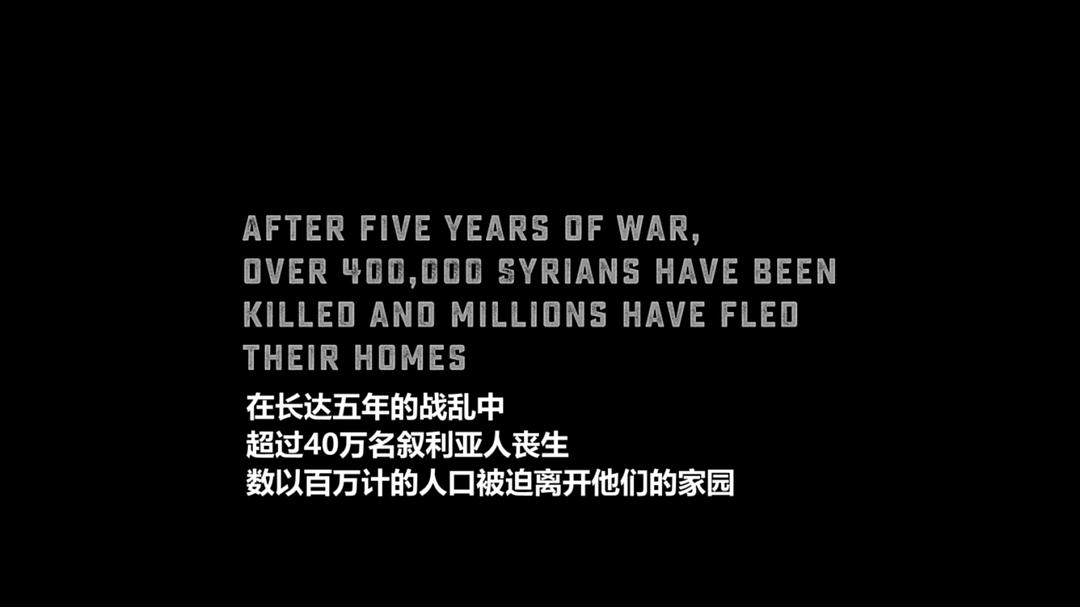 AFTER FIVE YEARS OF WAR,
OVER 400,000 SYRIANS HAVE BEEN
KILLED AND MILLIONS HAVE FLED
THEIR HOMES
在长达五年的战乱中
超过40万名叙利亚人丧生
数以百万计的人口被迫离开他们的家园